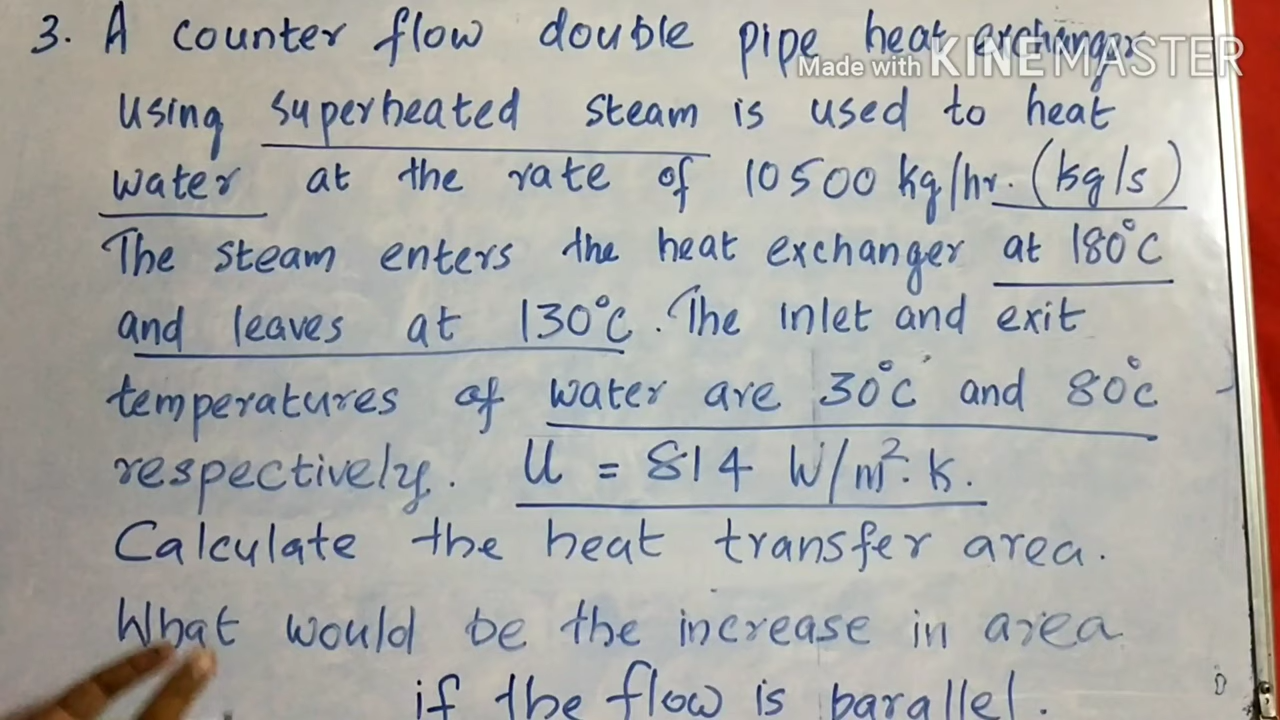 3. A counter flow double pipe heat exchanger
Made with KINEMASTER
using superheated steam is used to heat
water at the rate of 10500 kg/hr. (kg/s)
The steam enters the heat exchanger at 180°C
and leaves at 130°C. The inlet and exit
temperatures of water are 30°C and 80°C
respectively. U = 814 W/m². K.
Calculate the heat transfer area.
What would be the increase in area
if the flow is parallel.